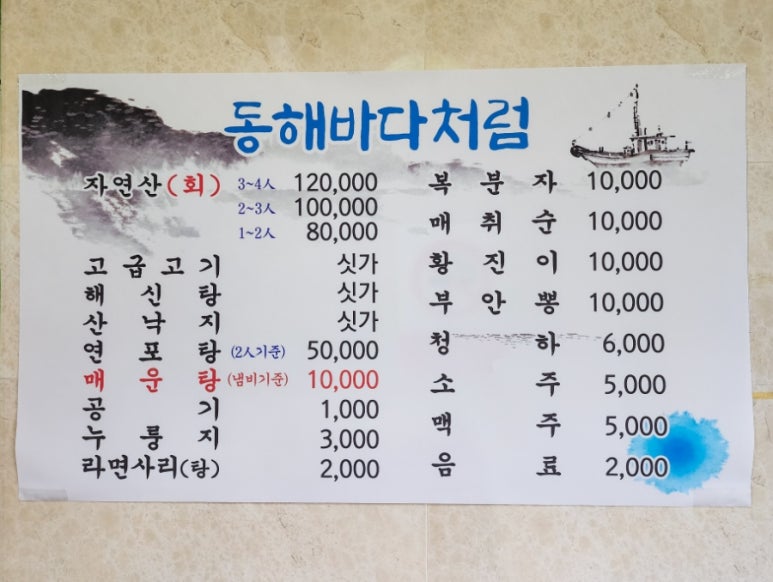 동해바다처럼
자연산(회) 3~4人 120,000
2~3人 100,000
1~2人 80,000
고급고기 싯가
해신탕 싯가
산낙지 싯가
연포탕 (2人기준) 50,000
매운탕 (냄비기준) 10,000
공기 1,000
누룽지 3,000
라면사리(탕) 2,000
복분자 10,000
매취순 10,000
황진이 10,000
부안뽕 10,000
청하 6,000
소주 5,000
맥주 5,000
음료 2,000